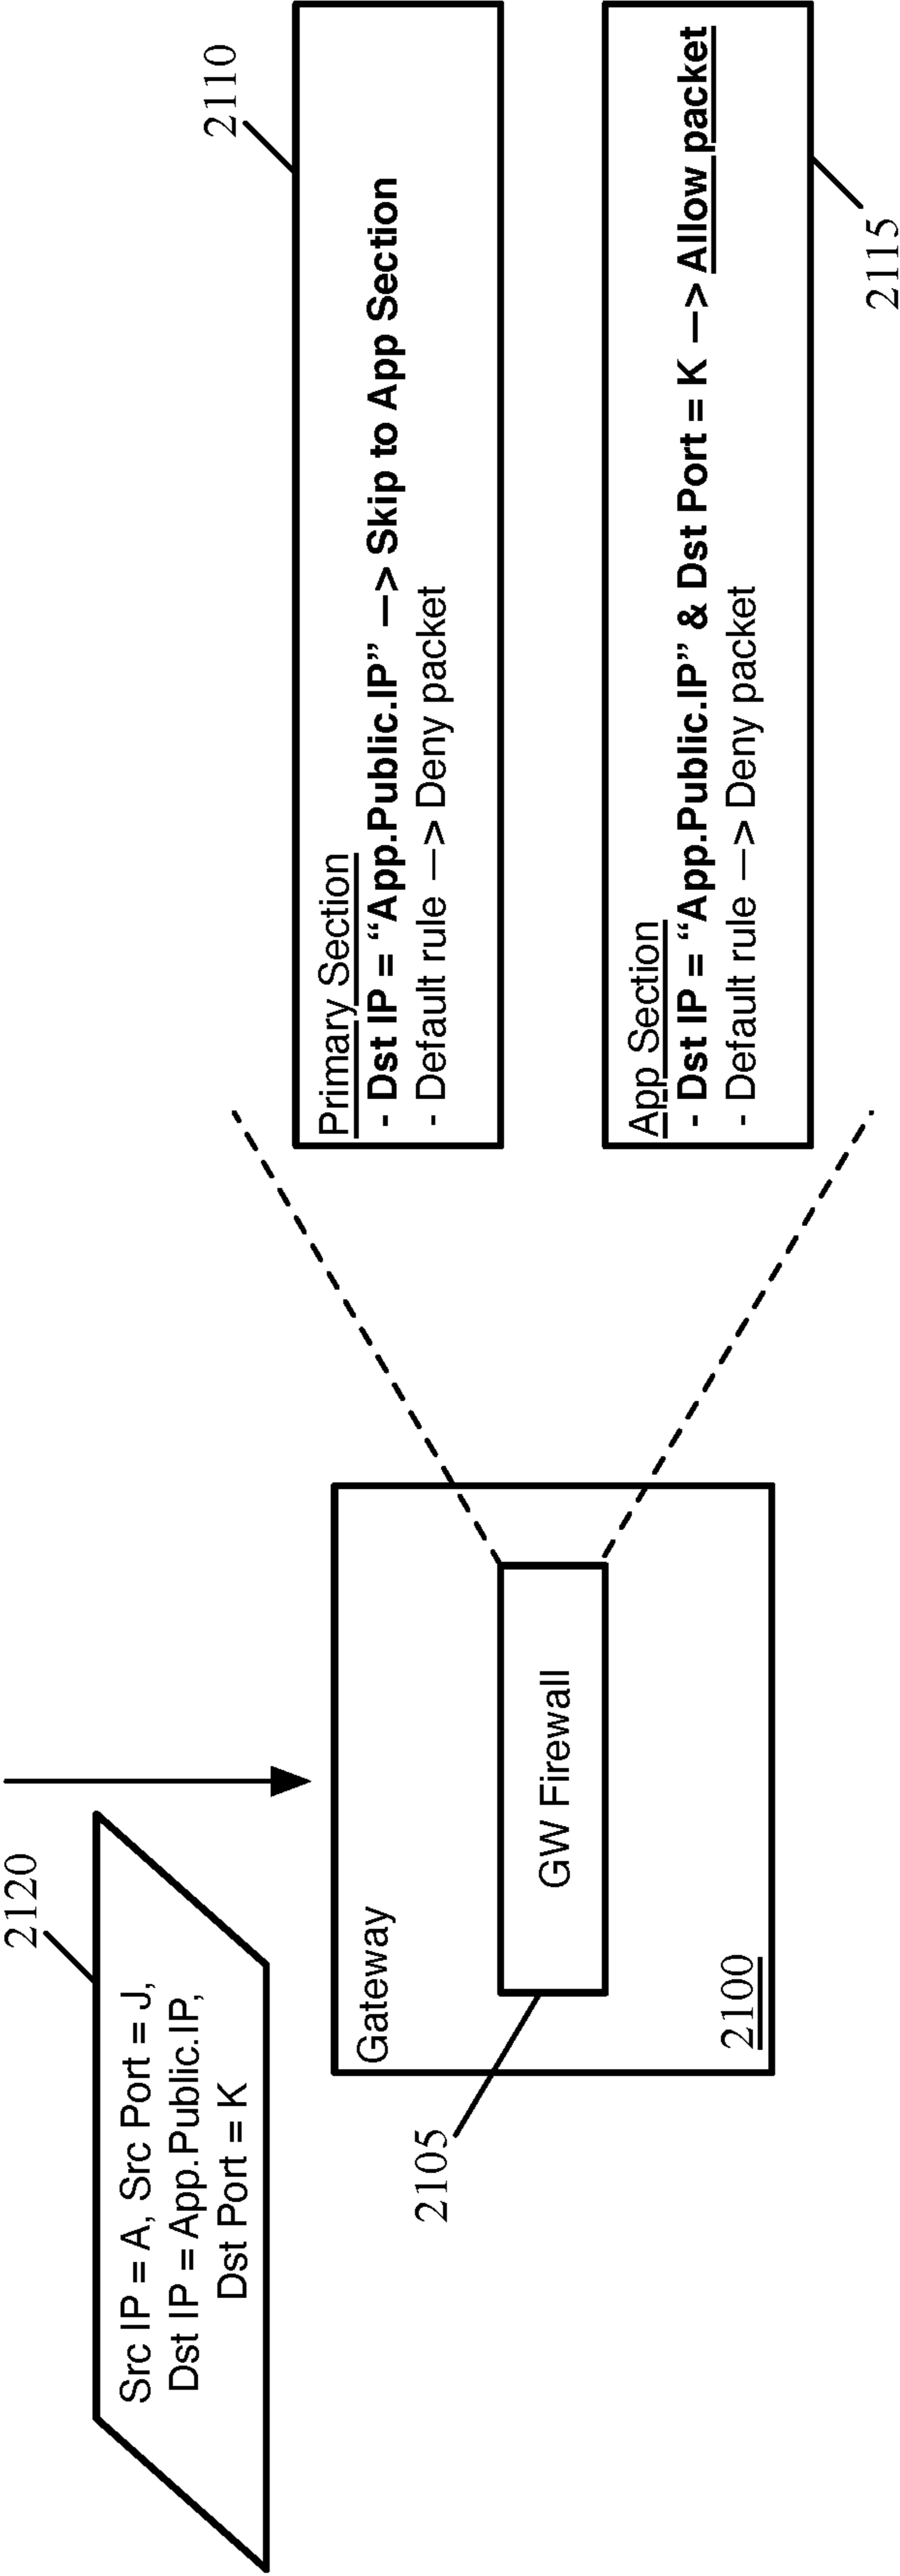 2120
Src IP = A, Src Port = J,
Dst IP = App.Public.IP,
Dst Port = K
Gateway
GW Firewall
2105
2100
2110
Primary Section
- Dst IP = “App.Public.IP” —> Skip to App Section
- Default rule —> Deny packet
App Section
- Dst IP = “App.Public.IP” & Dst Port = K —> Allow packet
- Default rule —> Deny packet
2115